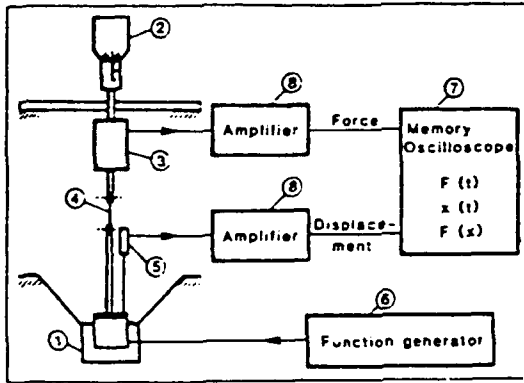 ②
⑧
⑦
Amplifier
Force
Memory
Oscilloscope
③
F (t)
x (t)
F (x)
④
⑧
Amplifier
Displace-
ment
⑤
⑥
①
Function generator